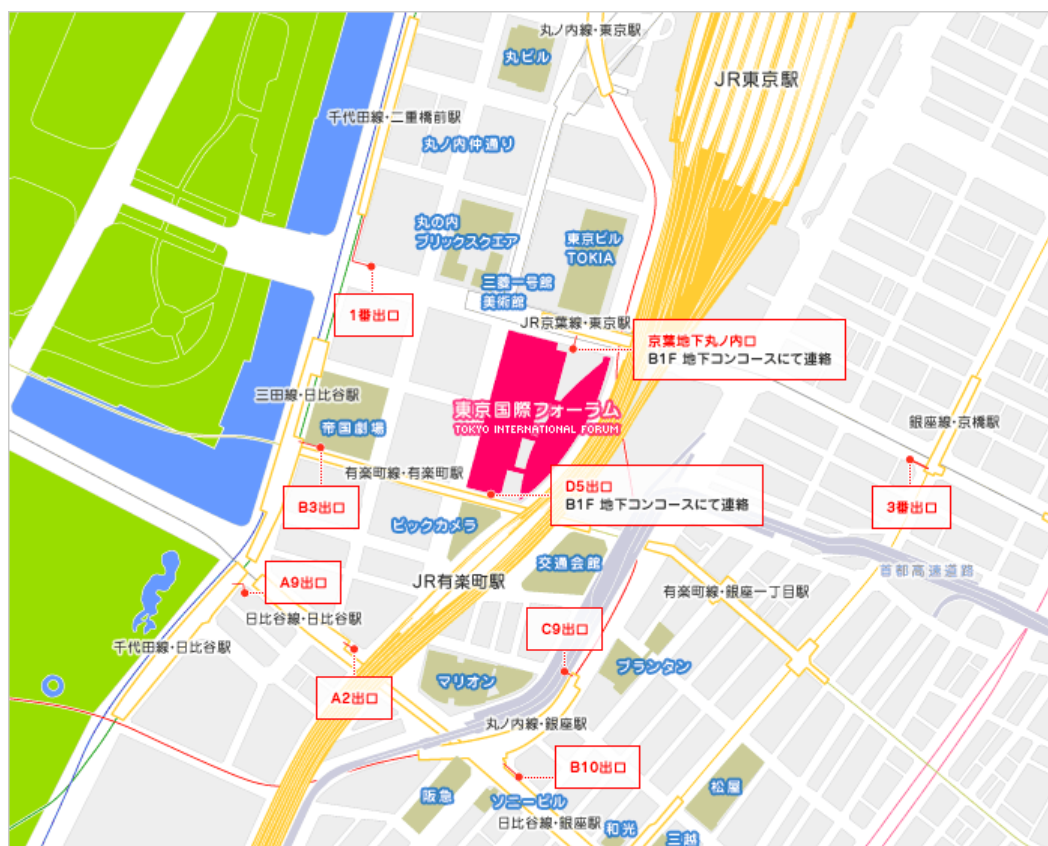 丸ノ内線・東京駅
丸ビル
JR東京駅
千代田線・二重橋前駅
丸ノ内仲通り
丸の内
ブリックスクエア
東京ビル
TOKIA
三菱一号館
美術館
1番出口
JR京葉線・東京駅
京葉地下丸ノ内口
B1F 地下コンコースにて連絡
三田線・日比谷駅
帝国劇場
東京国際フォーラム
TOKYO INTERNATIONAL FORUM
銀座線・京橋駅
有楽町線・有楽町駅
D5出口
B1F 地下コンコースにて連絡
B3出口
3番出口
ビックカメラ
交通会館
首都高速道路
A9出口
JR有楽町駅
有楽町線・銀座一丁目駅
日比谷線・日比谷駅
C9出口
千代田線・日比谷駅
プランタン
マリオン
A2出口
丸ノ内線・銀座駅
B10出口
阪急
ソニービル
松屋
日比谷線・銀座駅
和光
三越